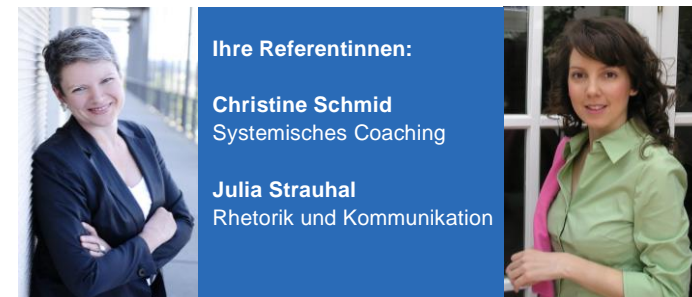 Ihre Referentinnen:
Christine Schmid
Systemisches Coaching
Julia Strauhal
Rhetorik und Kommunikation